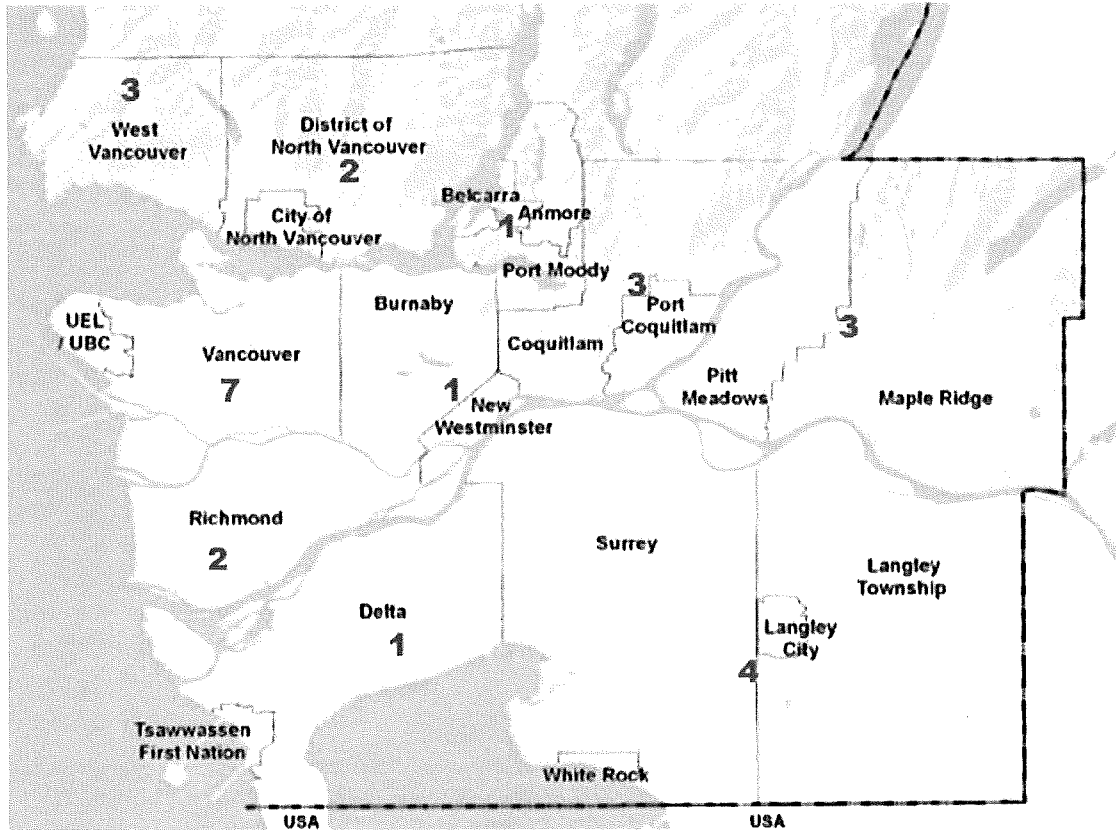 3
West
Vancouver
District of
North Vancouver
2
City of
North Vancouver
Belcarra
1
Anmore
Port Moody
Burnaby
3
Port
Coquitlam
UEL
/ UBC
Vancouver
7
Coquitlam
1
New
Westminster
Pitt
Meadows
3
Maple Ridge
Richmond
2
Surrey
Langley
Township
Delta
1
Langley
City
4
Tsawwassen
First Nation
White Rock
USA
USA